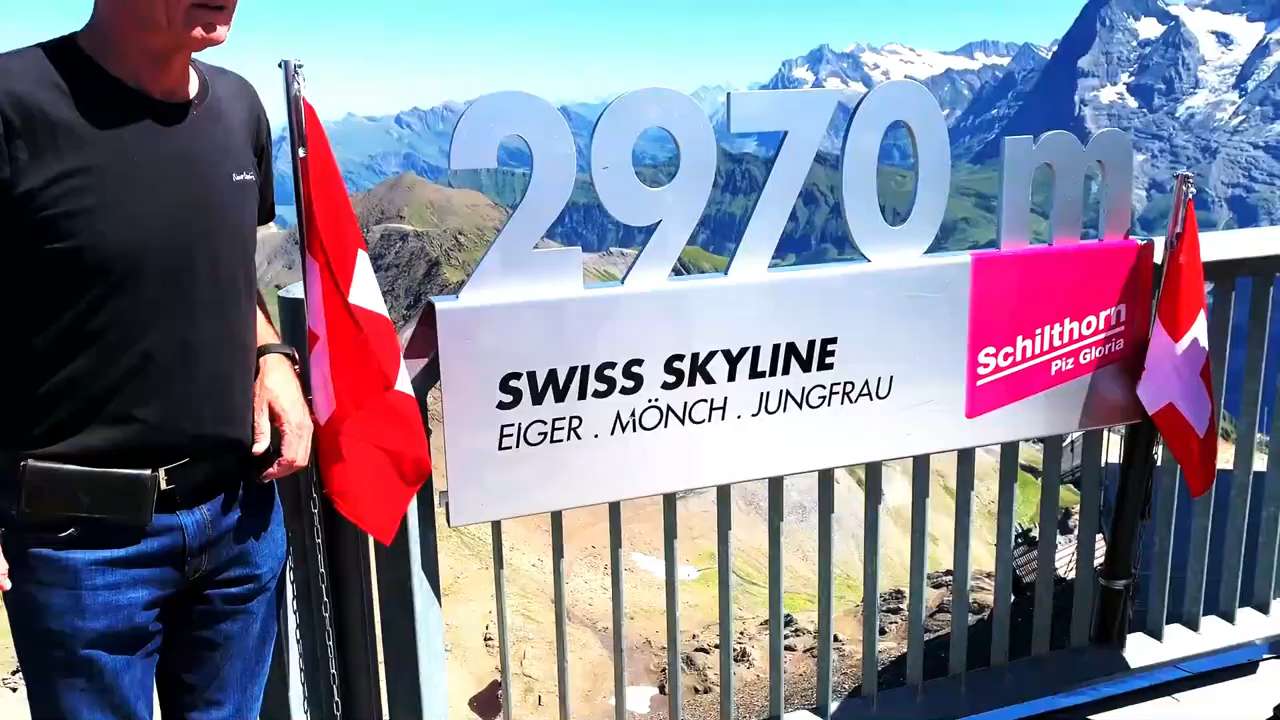 2970 m
SWISS SKYLINE
EIGER . MÖNCH . JUNGFRAU
Schilthorn
Piz Gloria